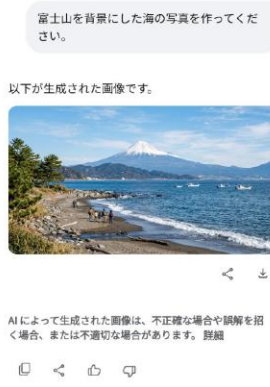 富士山を背景にした海の写真を作ってくだ
さい。
以下が生成された画像です。
AI によって生成された画像は、不正確な場合や誤解を招
く場合、または不適切な場合があります。詳細